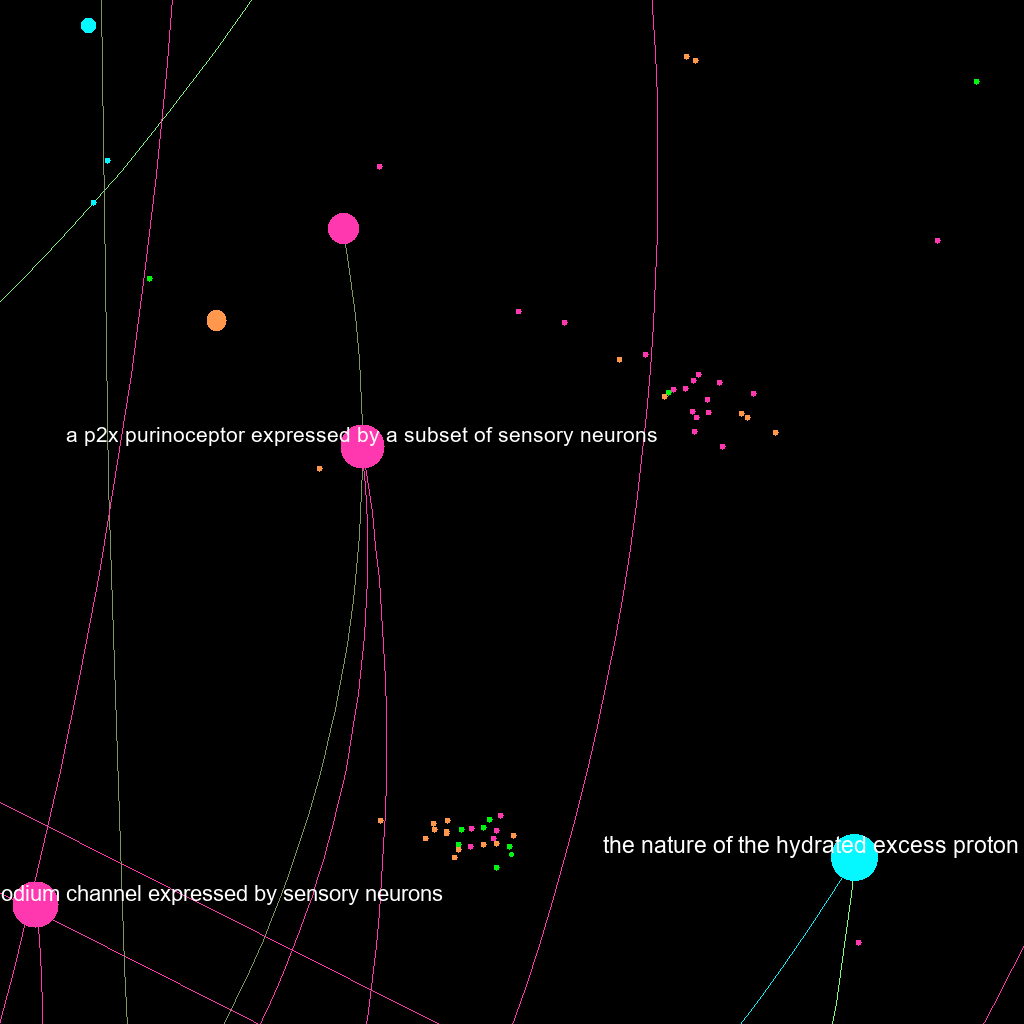 a p2x purinoceptor expressed by a subset of sensory neurons
the nature of the hydrated excess proton
odium channel expressed by sensory neurons